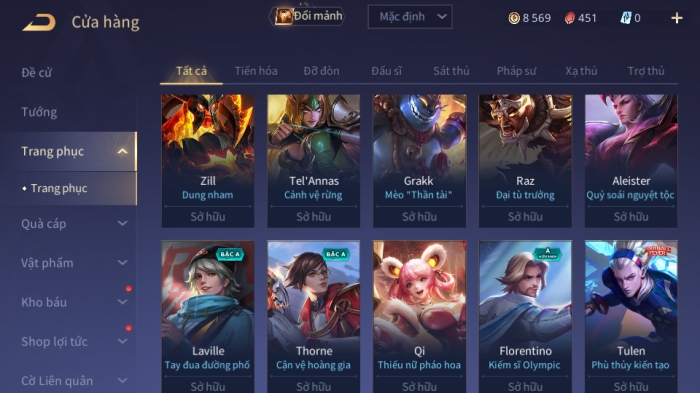 Cửa hàng
Đổi mảnh
Mặc định
8 569
451
0
Đề cử
Tướng
Trang phục
Trang phục
Quà cáp
Vật phẩm
Kho báu
Shop lợi tức
Cờ Liên quân
Tất cả
Tiến hóa
Đỡ đòn
Đấu sĩ
Sát thủ
Pháp sư
Xạ thủ
Trợ thủ
Zill
Dung nham
Sở hữu
Tel'Annas
Cảnh vệ rừng
Sở hữu
Grakk
Mèo "Thần tài"
Sở hữu
Raz
Đại tù trưởng
Sở hữu
Aleister
Quỷ soái nguyệt tộc
Sở hữu
BẬC A
Laville
Tay đua đường phố
Sở hữu
BẬC A
Thorne
Cận vệ hoàng gia
Sở hữu
Qi
Thiếu nữ pháo hoa
Sở hữu
A
Florentino
Kiếm sĩ Olympic
Sở hữu
FOOTBALL
FEVER
Tulen
Phù thủy kiến tạo
Sở hữu